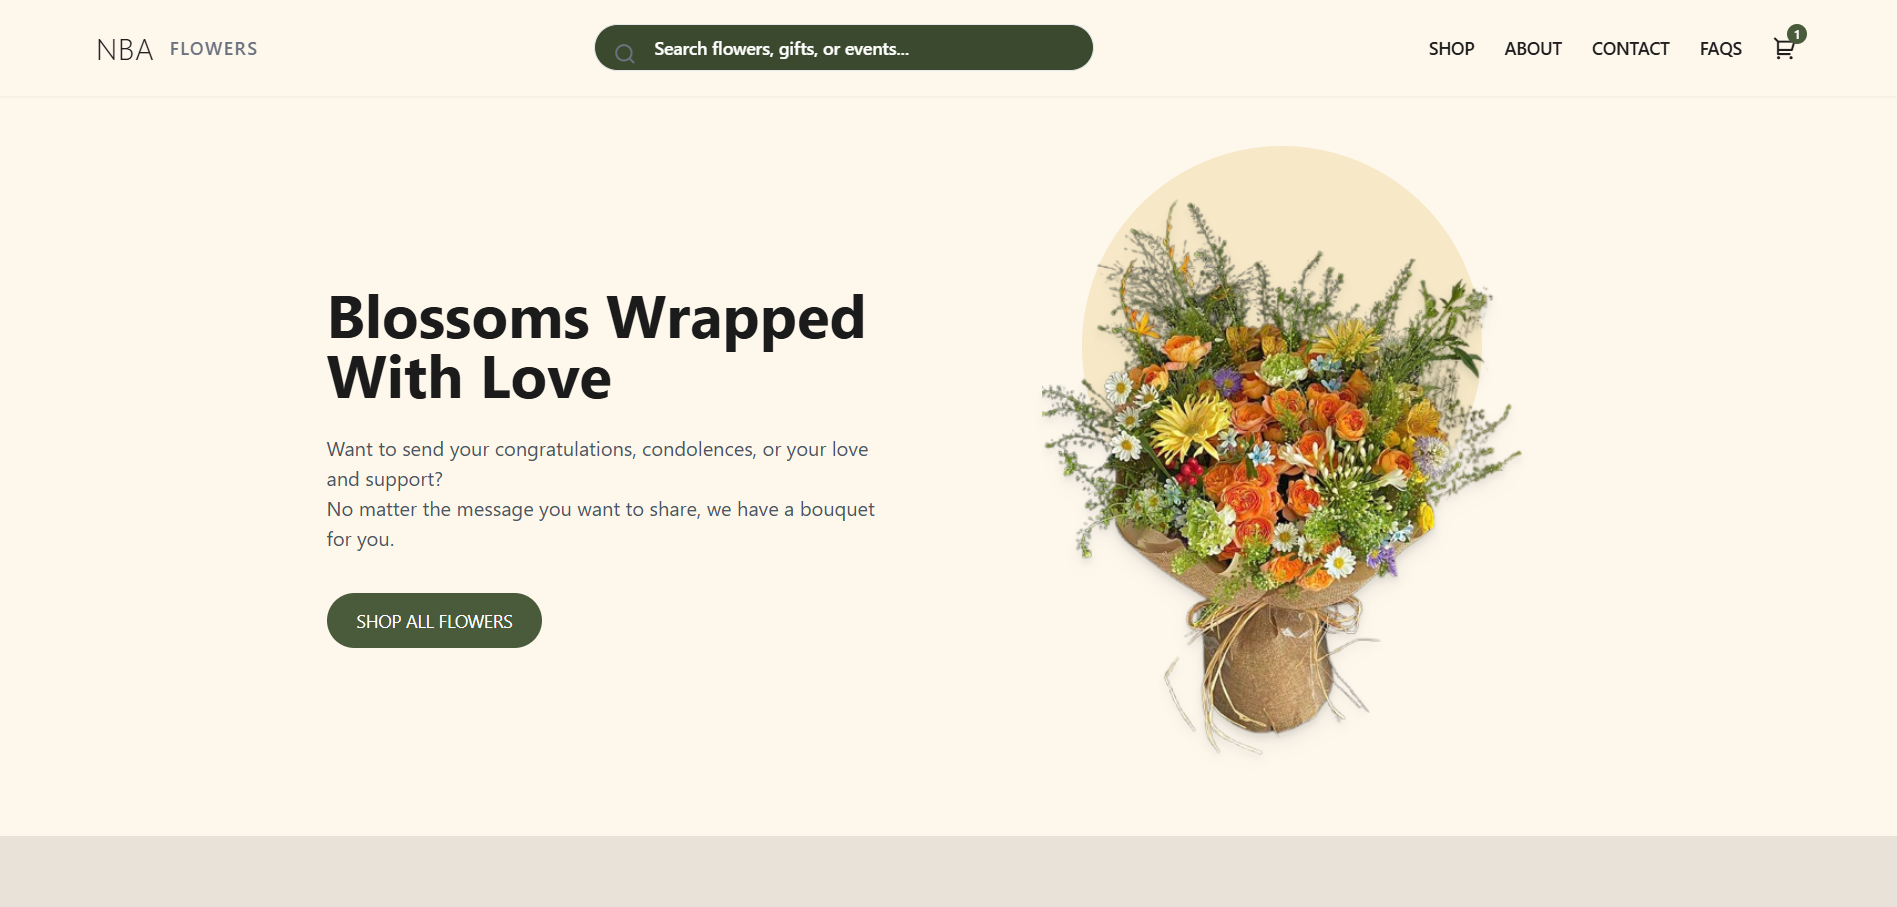 NBA FLOWERS
Search flowers, gifts, or events...
SHOP ABOUT CONTACT FAQS 1
Blossoms Wrapped
With Love
Want to send your congratulations, condolences, or your love
and support?
No matter the message you want to share, we have a bouquet
for you.
SHOP ALL FLOWERS